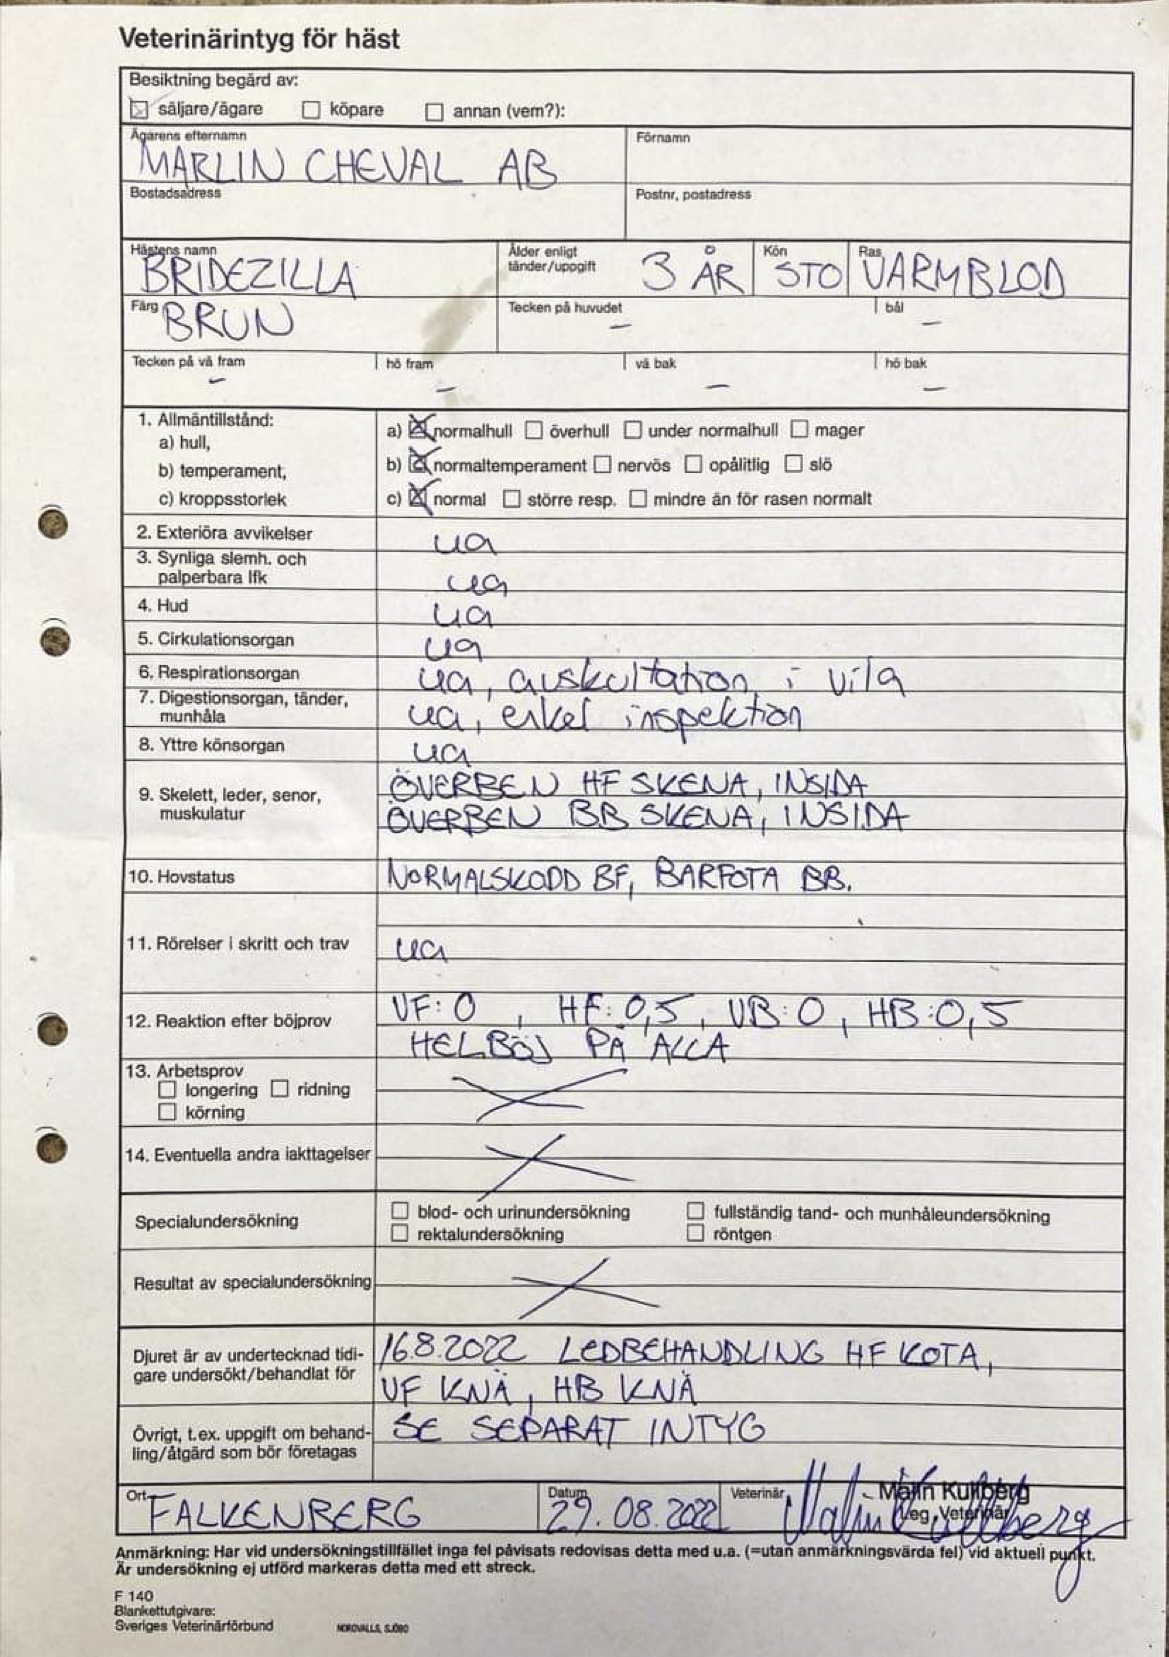 Veterinärintyg för häst
Besiktning begärd av:
säljare/ägare köpare annan (vem?):
Ägarens efternamn Förnamn
MARLIN CHEVAL AB
Bostadsadress Postnr, postadress
Hästens namn Ålder enligt tänder/uppgift Kön Ras
BRIDEZILLA 3 ÅR STO VARMBLOD
Färg BRUN Tecken på huvudet – bål –
Tecken på vä fram – hö fram – vä bak – hö bak –
1. Allmäntillstånd:
a) hull, a) normalhull överhull under normalhull mager
b) temperament, b) normaltemperament nervös opålitlig slö
c) kroppsstorlek c) normal större resp. mindre än för rasen normalt
2. Exteriöra avvikelser ua
3. Synliga slemh. och
palperbara lfk ua
4. Hud ua
5. Cirkulationsorgan ua
6. Respirationsorgan ua, auskultation i vila
7. Digestionsorgan, tänder,
munhåla ua, enkel inspektion
8. Yttre könsorgan ua
9. Skelett, leder, senor,
muskulatur
ÖVERBEN HF SKENA, INSIDA
ÖVERBEN BB SKENA, INSIDA
10. Hovstatus NORMALSKODD BF, BARFOTA BB.
11. Rörelser i skritt och trav ua
12. Reaktion efter böjprov VF: 0, HF: 0,5, VB: 0, HB: 0,5
HELBÖJ PÅ ALLA
13. Arbetsprov
longering ridning
körning
14. Eventuella andra iakttagelser
Specialundersökning
blod- och urinundersökning fullständig tand- och munhåleundersökning
rektalundersökning röntgen
Resultat av specialundersökning
Djuret är av undertecknad tidi-
gare undersökt/behandlat för
16.8.2022 LEDBEHANDLING HF KOTA,
VF KNÄ, HB KNÄ
Övrigt, t.ex. uppgift om behand-
ling/åtgärd som bör företagas
SE SEPARAT INTYG
Ort Datum Veterinär
FALKENBERG 29.08.2022 Malin Kullberg
Malin Kullberg
Leg. Veterinär
Anmärkning: Har vid undersökningstillfället inga fel påvisats redovisas detta med u.a. (=utan anmärkningsvärda fel) vid aktuell punkt.
Är undersökning ej utförd markeras detta med ett streck.
F 140
Blankettutgivare:
Sveriges Veterinärförbund NORDVALLS, SJÖBO